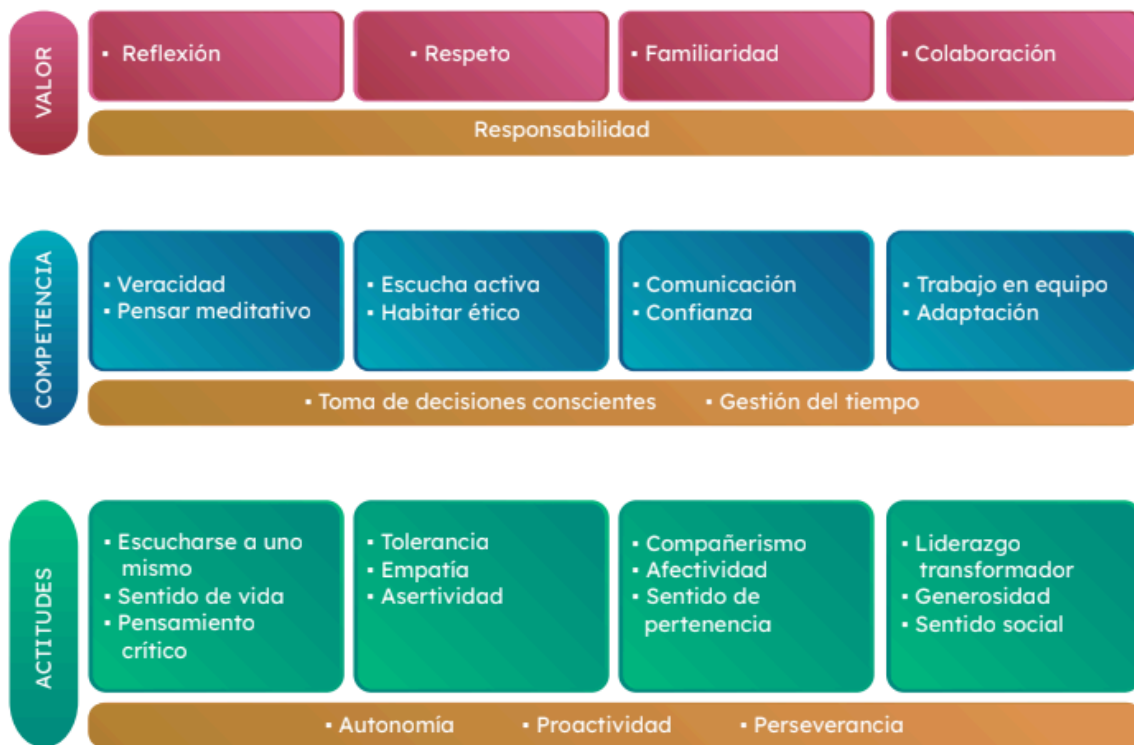 VALOR
▪ Reflexión
▪ Respeto
▪ Familiaridad
▪ Colaboración
Responsabilidad
COMPETENCIA
▪ Veracidad
▪ Pensar meditativo
▪ Escucha activa
▪ Habitar ético
▪ Comunicación
▪ Confianza
▪ Trabajo en equipo
▪ Adaptación
▪ Toma de decisiones conscientes ▪ Gestión del tiempo
ACTITUDES
▪ Escucharse a uno
mismo
▪ Sentido de vida
▪ Pensamiento
crítico
▪ Tolerancia
▪ Empatía
▪ Asertividad
▪ Compañerismo
▪ Afectividad
▪ Sentido de
pertenencia
▪ Liderazgo
transformador
▪ Generosidad
▪ Sentido social
▪ Autonomía ▪ Proactividad ▪ Perseverancia